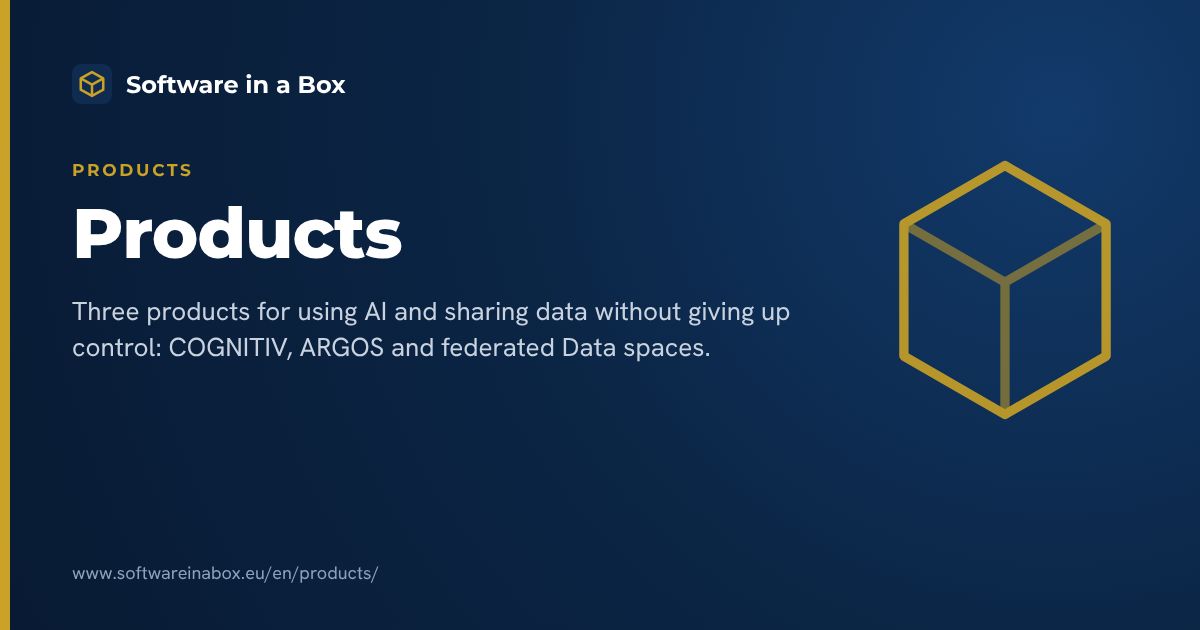 Software in a Box
PRODUCTS
Products
Three products for using AI and sharing data without giving up
control: COGNITIV, ARGOS and federated Data spaces.
www.softwareinabox.eu/en/products/